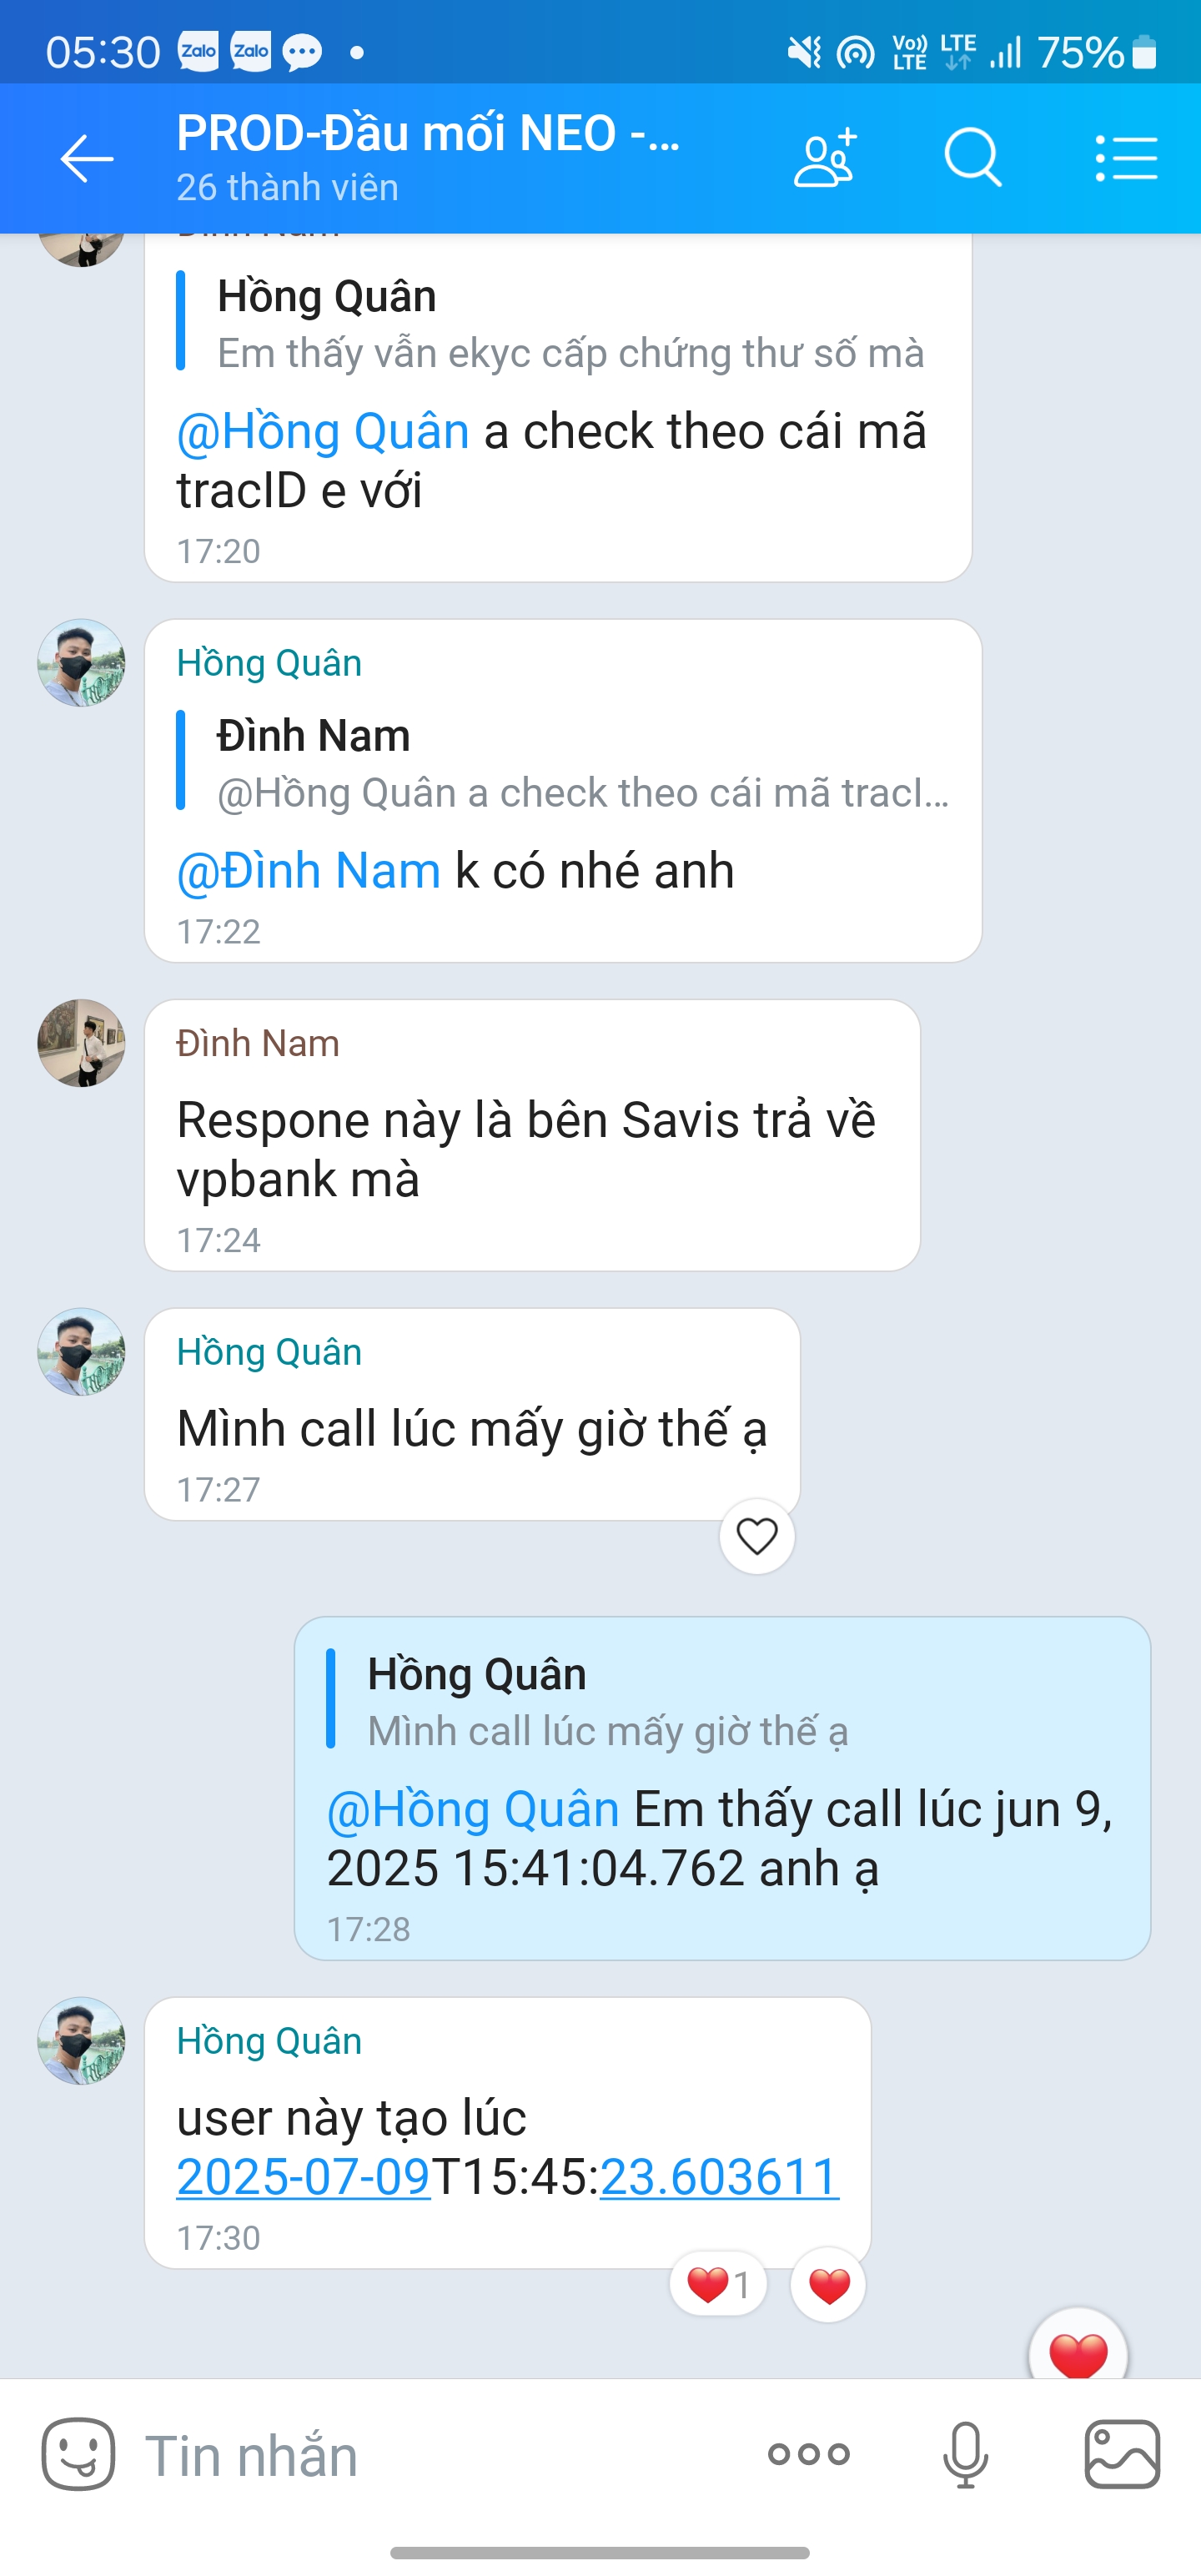 05:30 Zalo Zalo Vo)) LTE LTE 75%
PROD-Đầu mối NEO -...
26 thành viên
Đình Nam
Hồng Quân
Em thấy vẫn ekyc cấp chứng thư số mà
@Hồng Quân a check theo cái mã
tracID e với
17:20
Hồng Quân
Đình Nam
@Hồng Quân a check theo cái mã tracI...
@Đình Nam k có nhé anh
17:22
Đình Nam
Respone này là bên Savis trả về
vpbank mà
17:24
Hồng Quân
Mình call lúc mấy giờ thế ạ
17:27
Hồng Quân
Mình call lúc mấy giờ thế ạ
@Hồng Quân Em thấy call lúc jun 9,
2025 15:41:04.762 anh ạ
17:28
Hồng Quân
user này tạo lúc
2025-07-09T15:45:23.603611
17:30
1
Tin nhắn